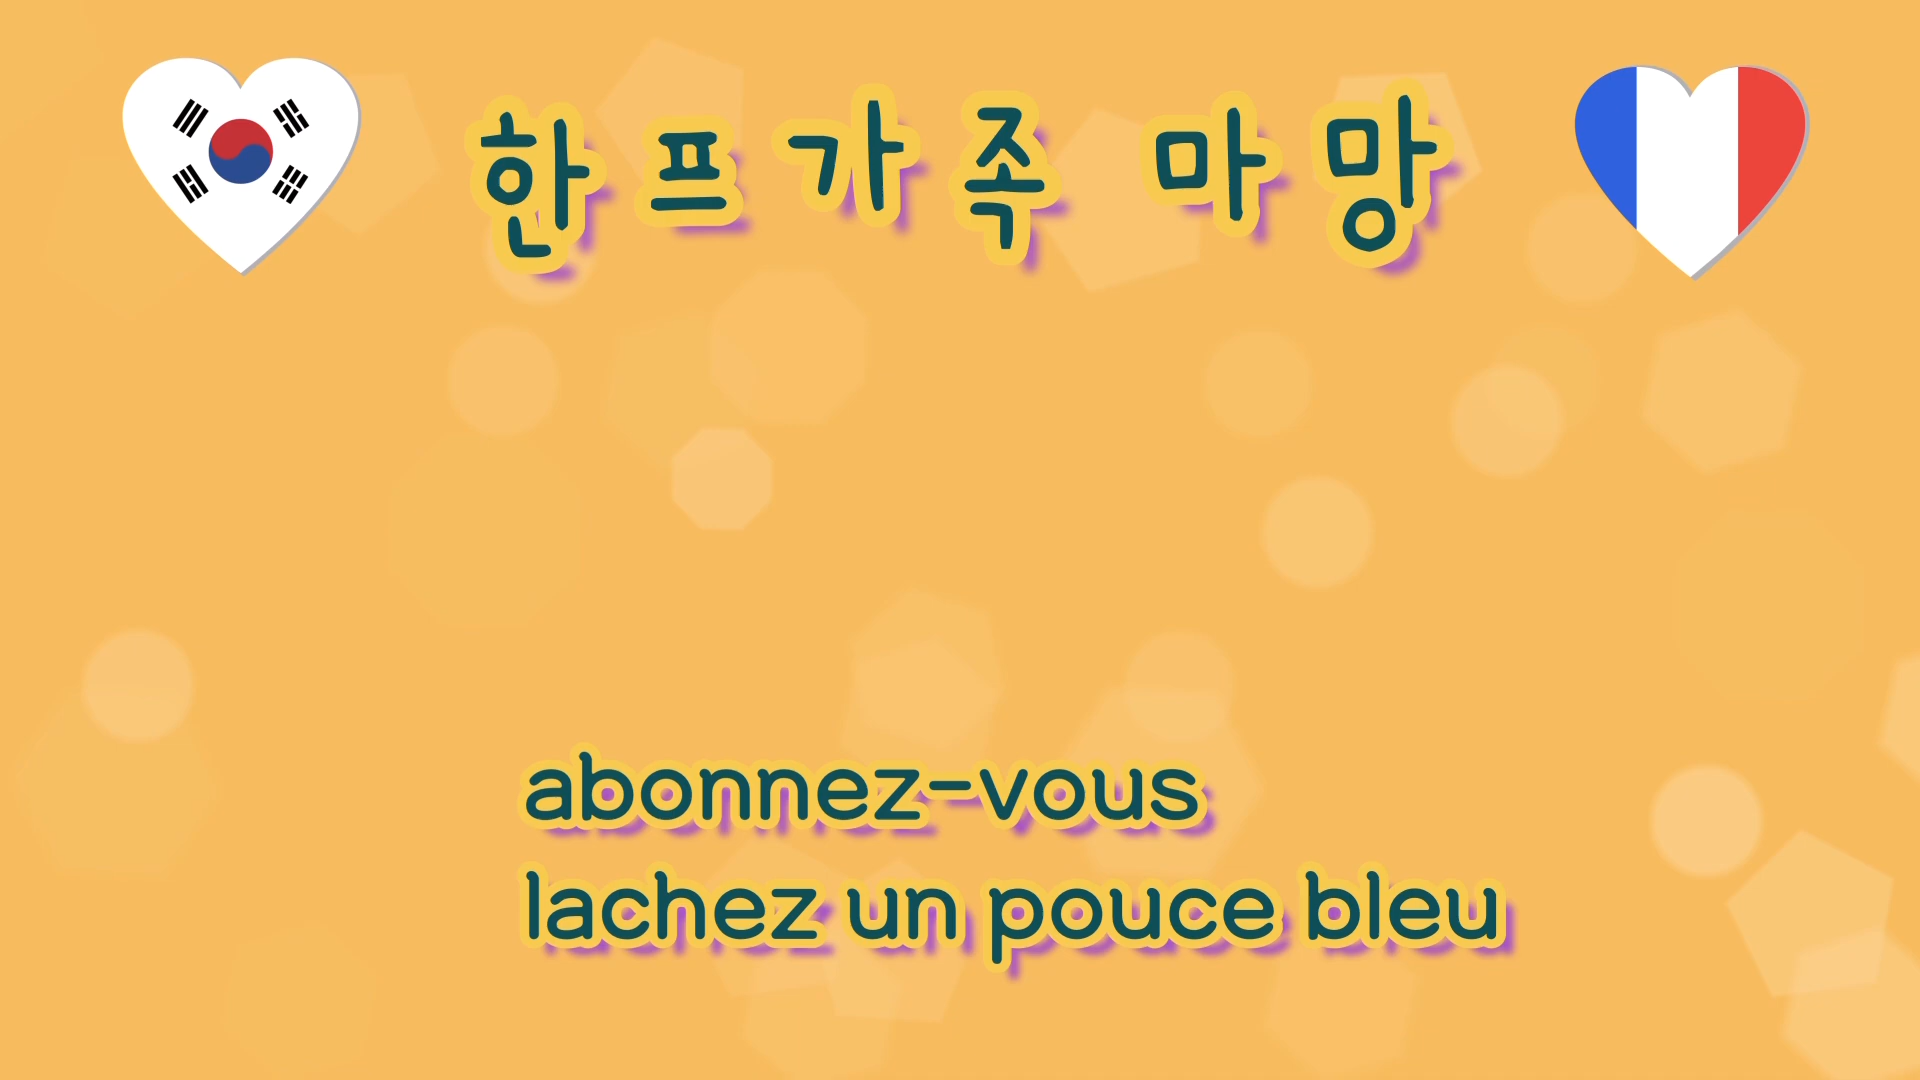 한프가족 마망
abonnez-vous
lachez un pouce bleu